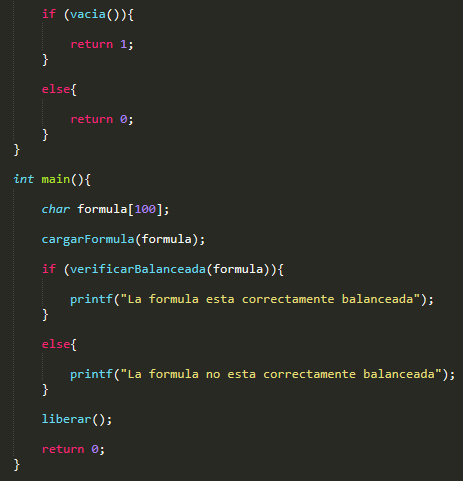 if (vacia()){
return 1;
}
else{
return 0;
}
}
int main(){
char formula[100];
cargarFormula(formula);
if (verificarBalanceada(formula)){
printf("La formula esta correctamente balanceada");
}
else{
printf("La formula no esta correctamente balanceada");
}
liberar();
return 0;
}